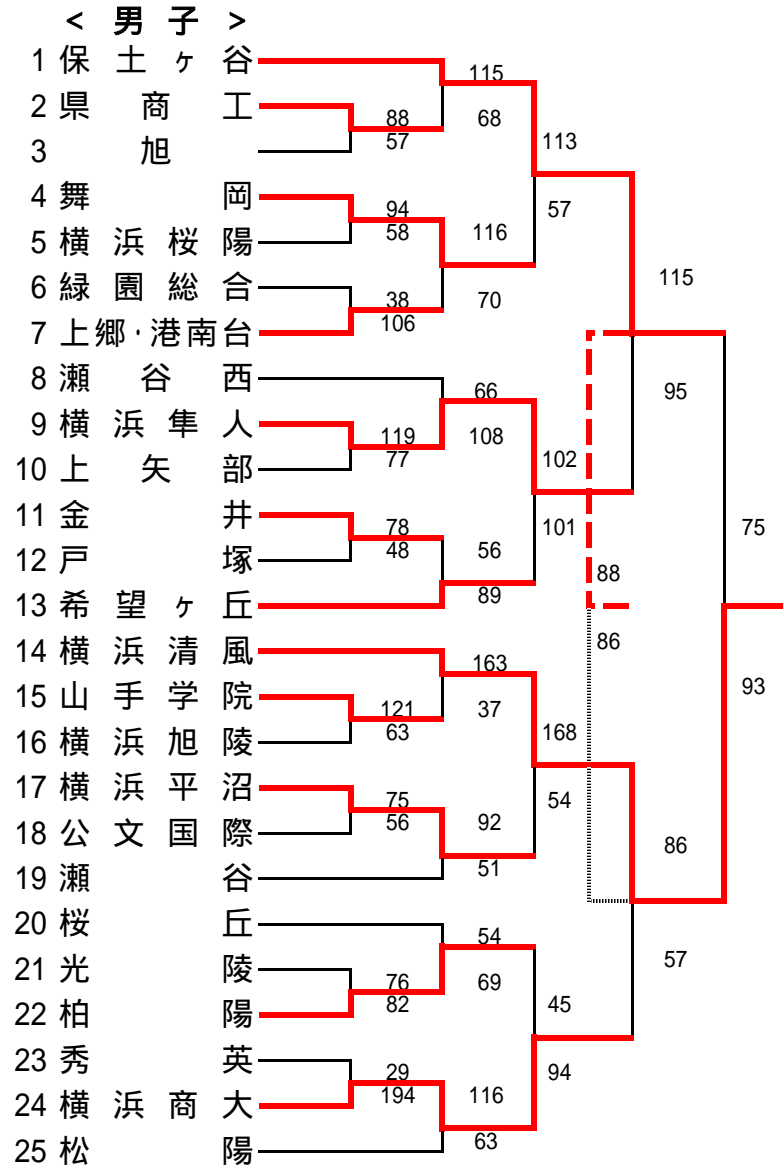 < 男 子 >
1 保 土 ヶ 谷
115
2 県 商 工
88
68
113
3 旭
57
4 舞 岡
94
57
5 横 浜 桜 陽
58
116
6 緑 園 総 合
38
70
115
7 上郷・港南台
106
8 瀬 谷 西
66
95
9 横 浜 隼 人
119
108
102
10 上 矢 部
77
11 金 井
78
101
75
12 戸 塚
48
56
88
13 希 望 ヶ 丘
89
14 横 浜 清 風
163
86
15 山 手 学 院
121
37
93
16 横 浜 旭 陵
63
168
17 横 浜 平 沼
75
54
18 公 文 国 際
56
92
86
19 瀬 谷
51
20 桜 丘
54
21 光 陵
76
69
57
22 柏 陽
82
45
23 秀 英
29
94
24 横 浜 商 大
194
116
25 松 陽
63